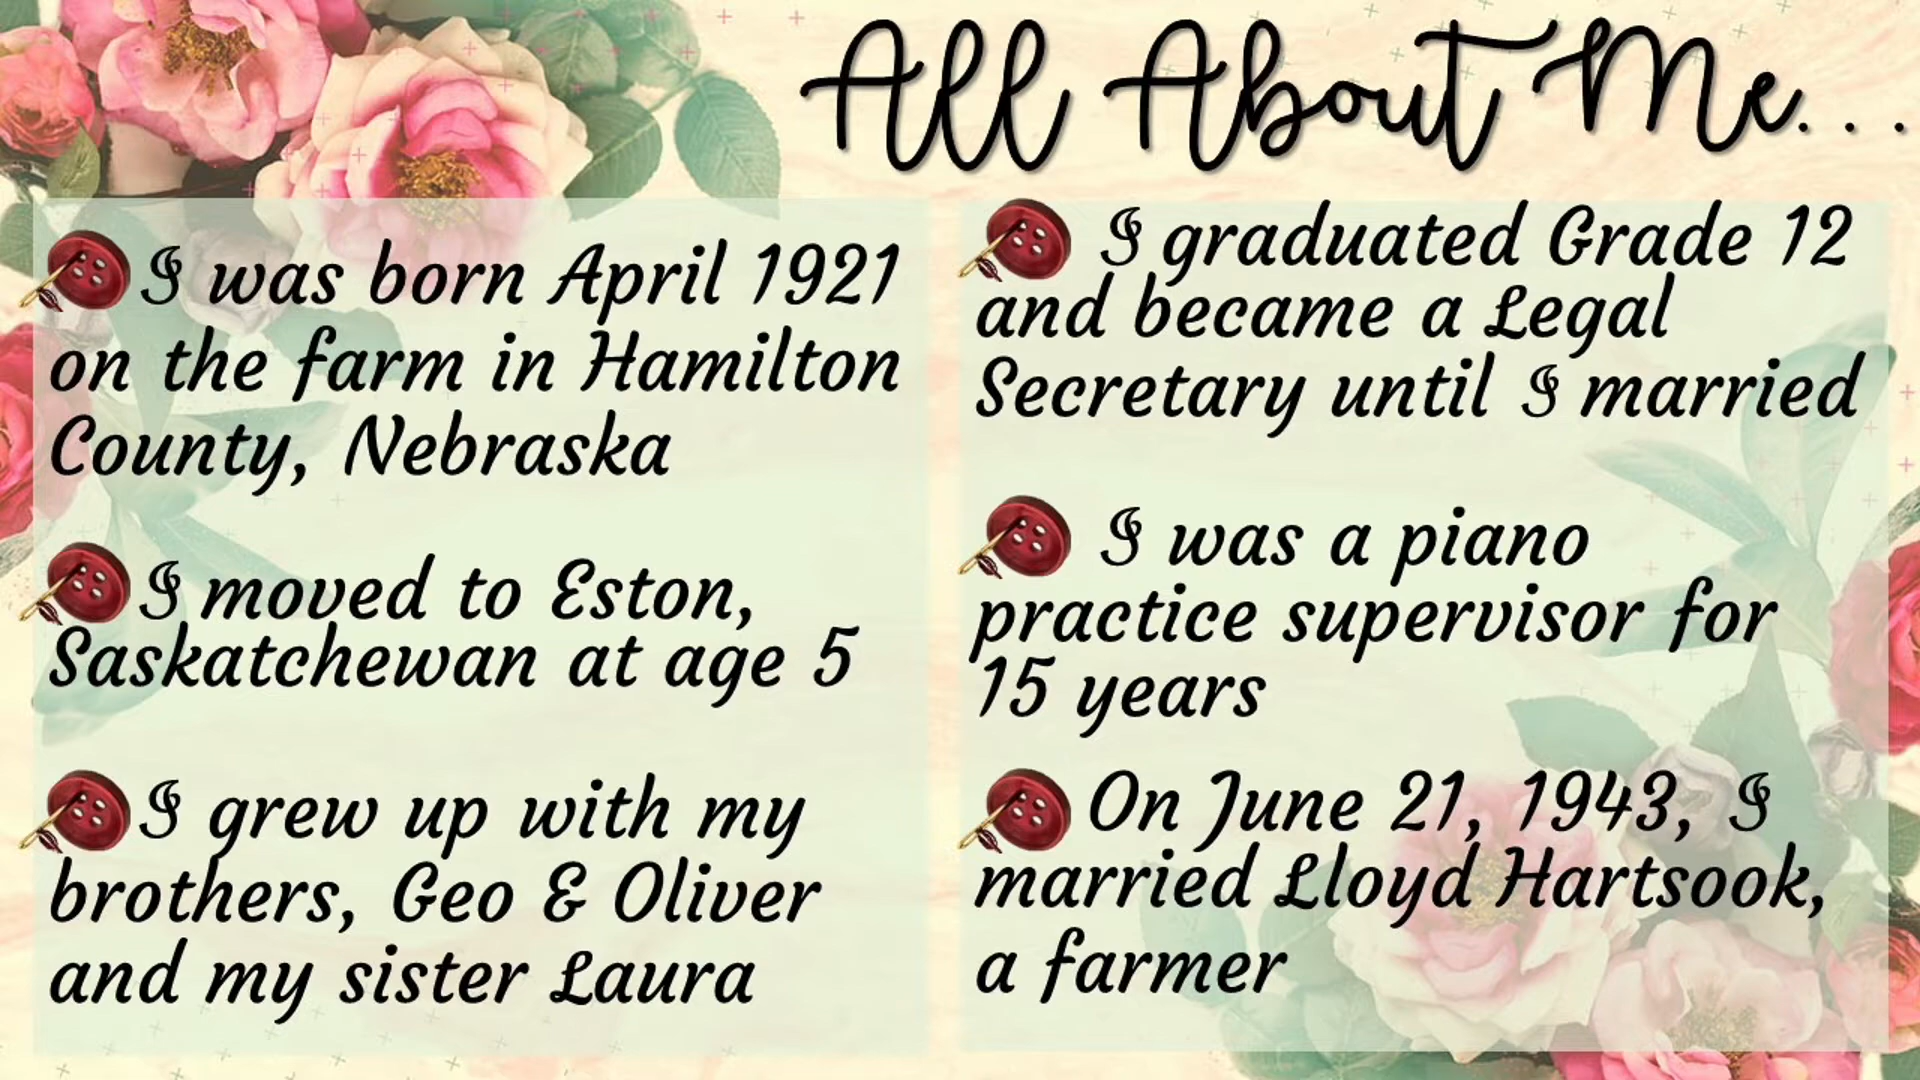 All About Me...
I was born April 1921
on the farm in Hamilton
County, Nebraska
I moved to Eston,
Saskatchewan at age 5
I grew up with my
brothers, Geo & Oliver
and my sister Laura
I graduated Grade 12
and became a Legal
Secretary until I married
I was a piano
practice supervisor for
15 years
On June 21, 1943, I
married Lloyd Hartsook,
a farmer